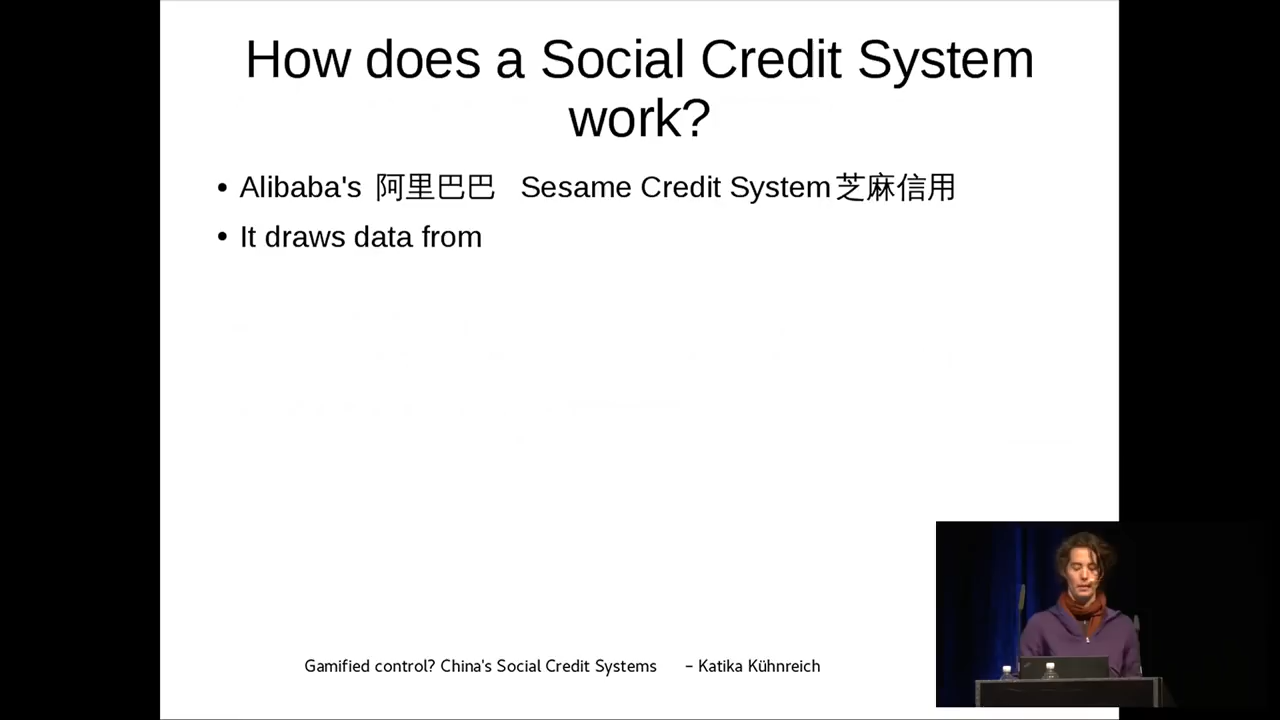 How does a Social Credit System
work?
• Alibaba's 阿里巴巴 Sesame Credit System芝麻信用
• It draws data from
Gamified control? China's Social Credit Systems – Katika Kühnreich